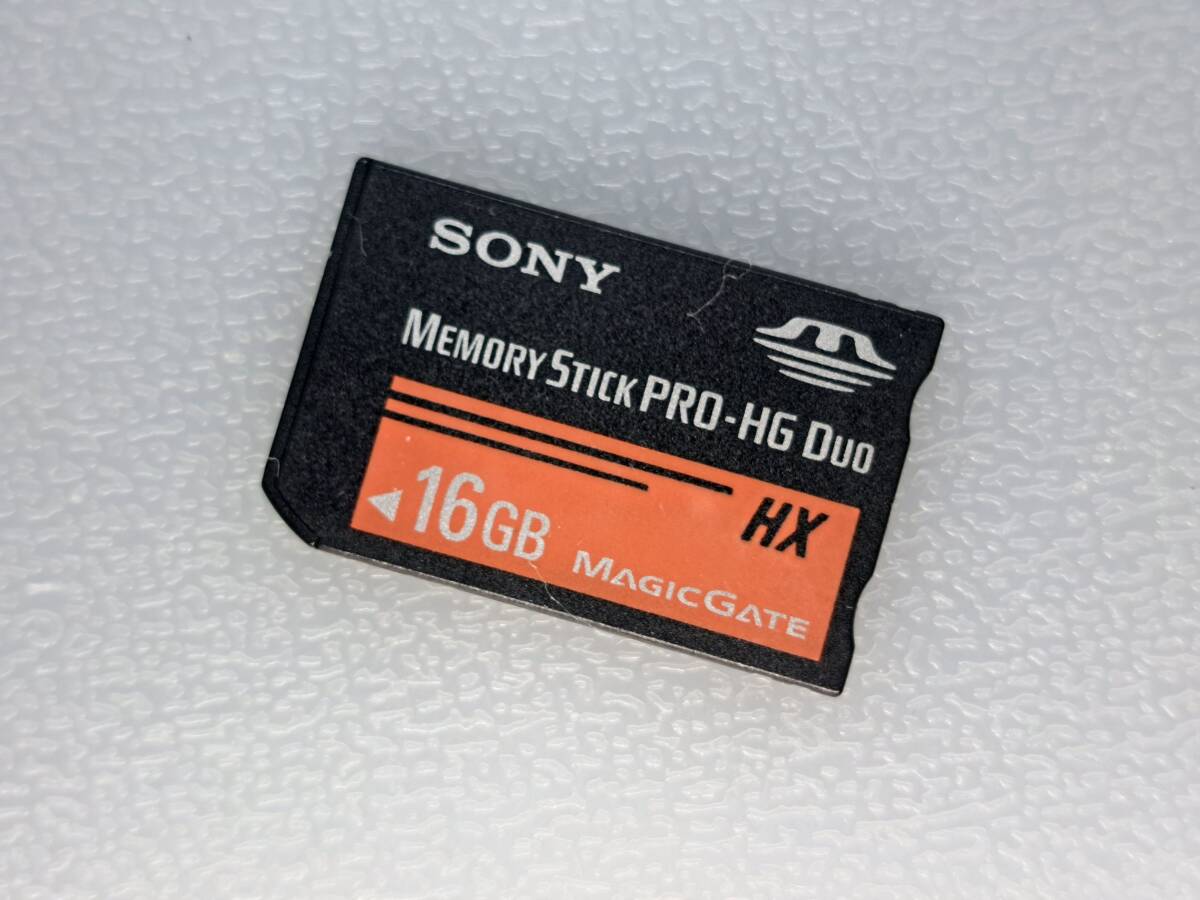 SONY
MEMORY STICK PRO-HG DUO
HX
16GB
MAGICGATE